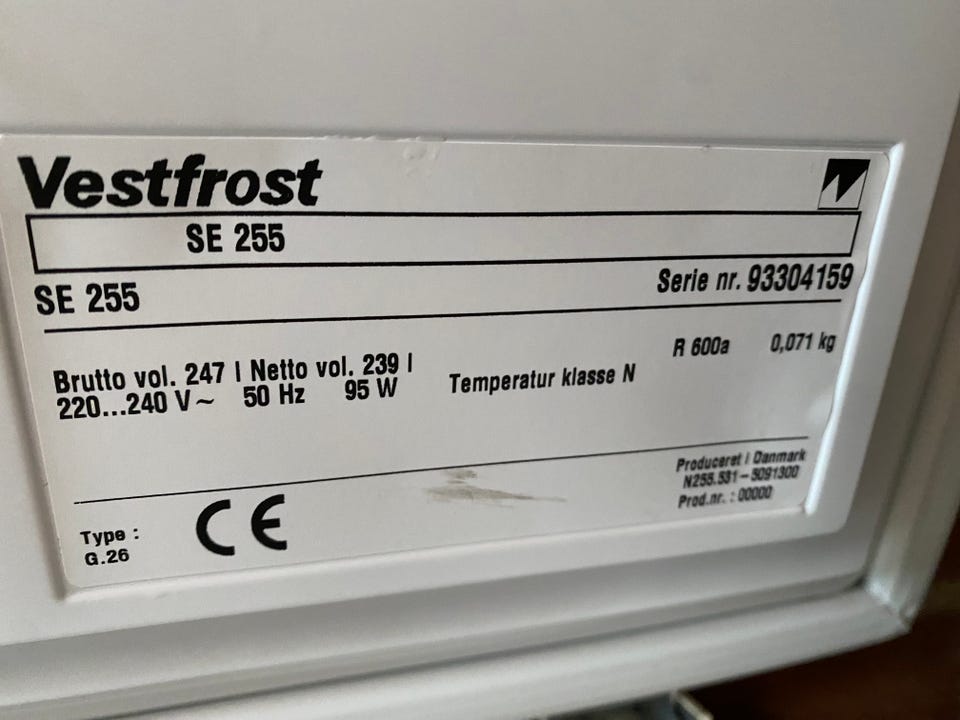 Vestfrost
SE 255
SE 255
Serie nr. 93304159
Brutto vol. 247 l Netto vol. 239 l
220...240 V~ 50 Hz 95 W
Temperatur klasse N
R 600a 0,071 kg
Produceret i Danmark
N255.531-5091300
Prod.nr. : 00000
Type :
G.26
CE